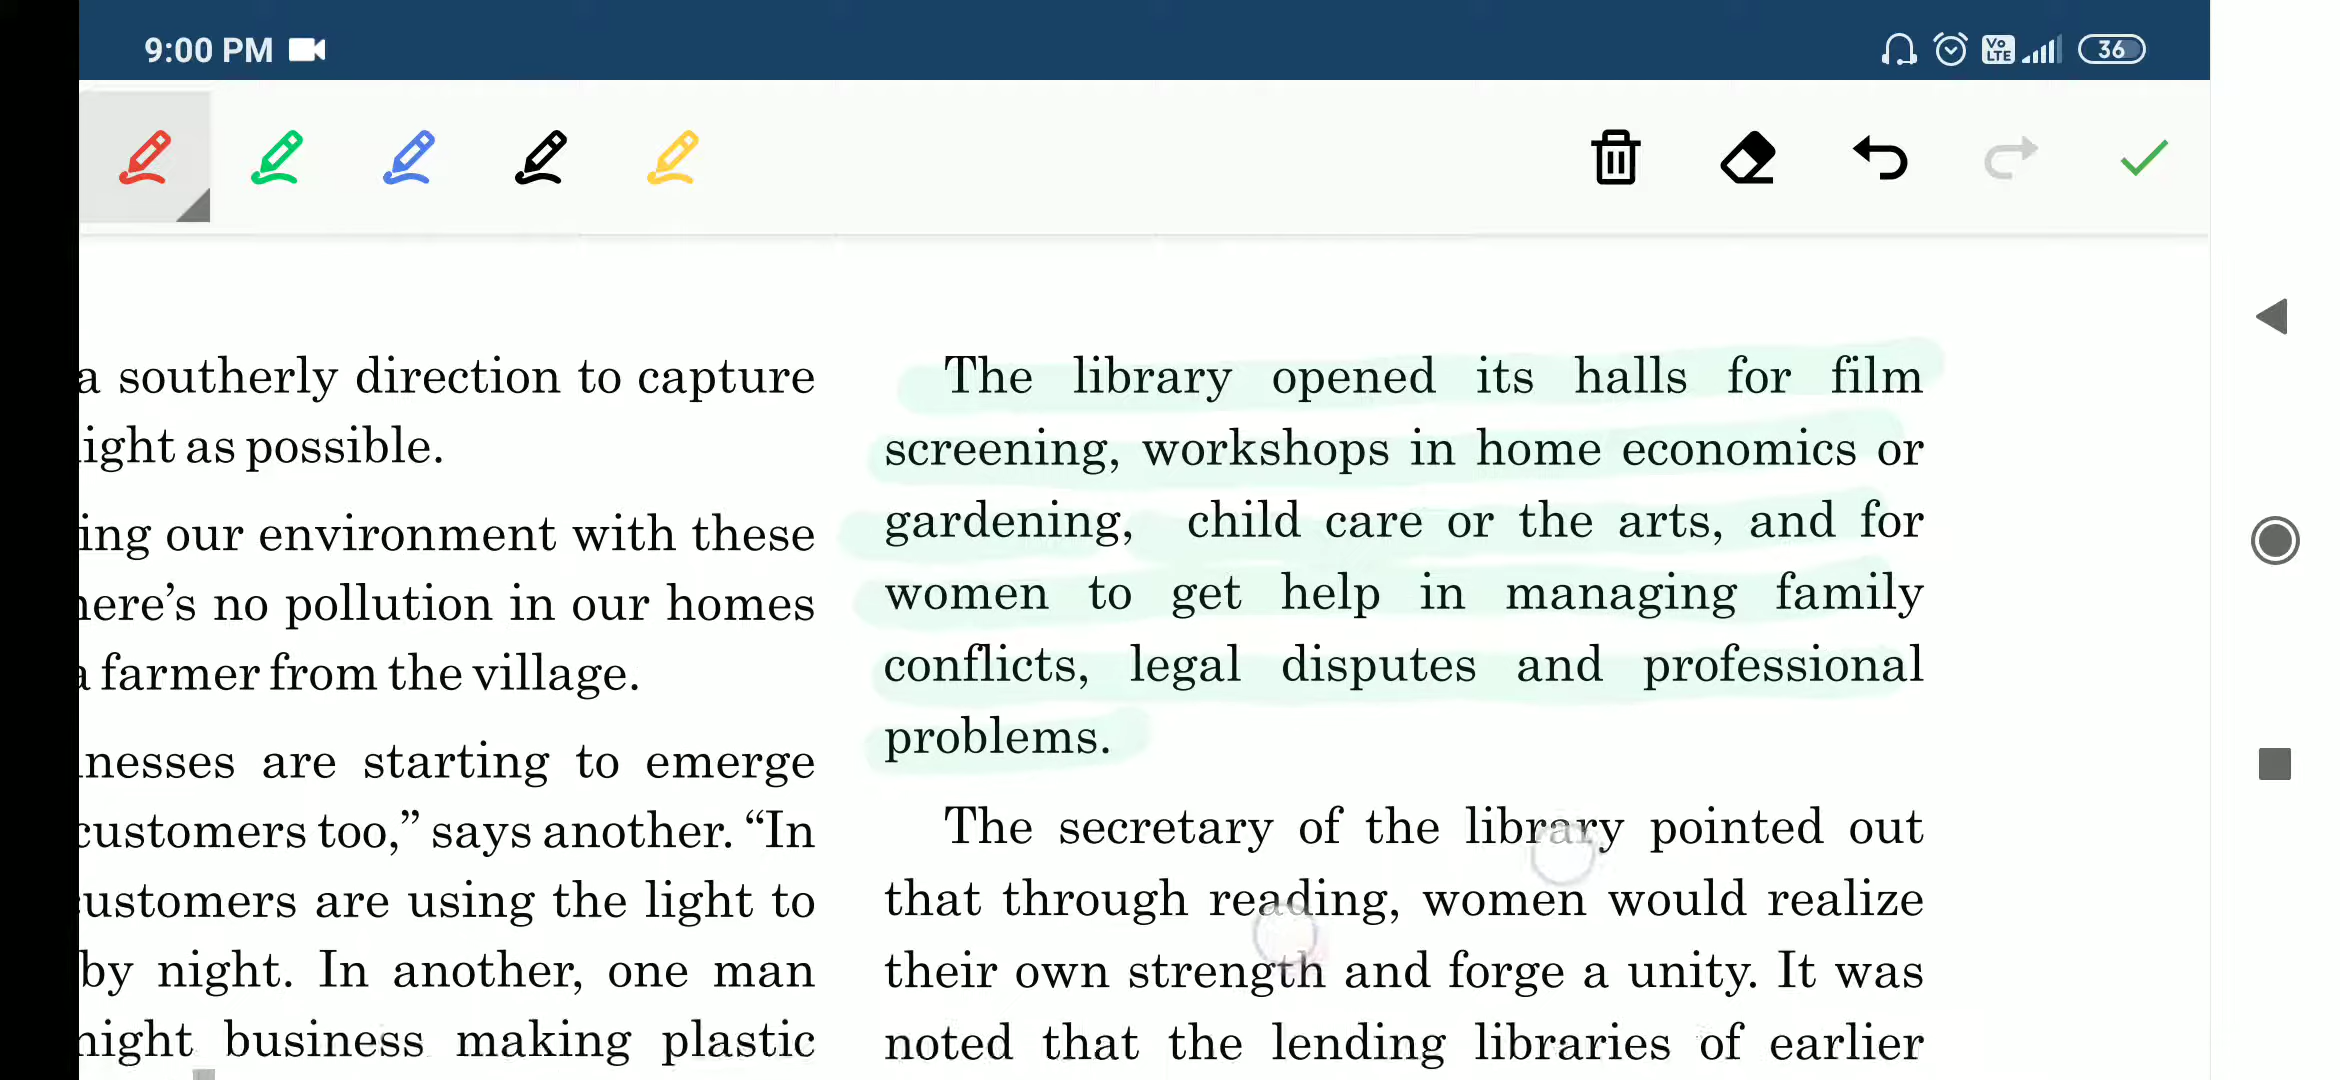 9:00 PM
Vo LTE
36
a southerly direction to capture
ight as possible.
ing our environment with these
here's no pollution in our homes
a farmer from the village.
nesses are starting to emerge
customers too,” says another. “In
ustomers are using the light to
by night. In another, one man
night business making plastic
The library opened its halls for film
screening, workshops in home economics or
gardening, child care or the arts, and for
women to get help in managing family
conflicts, legal disputes and professional
problems.
The secretary of the library pointed out
that through reading, women would realize
their own strength and forge a unity. It was
noted that the lending libraries of earlier